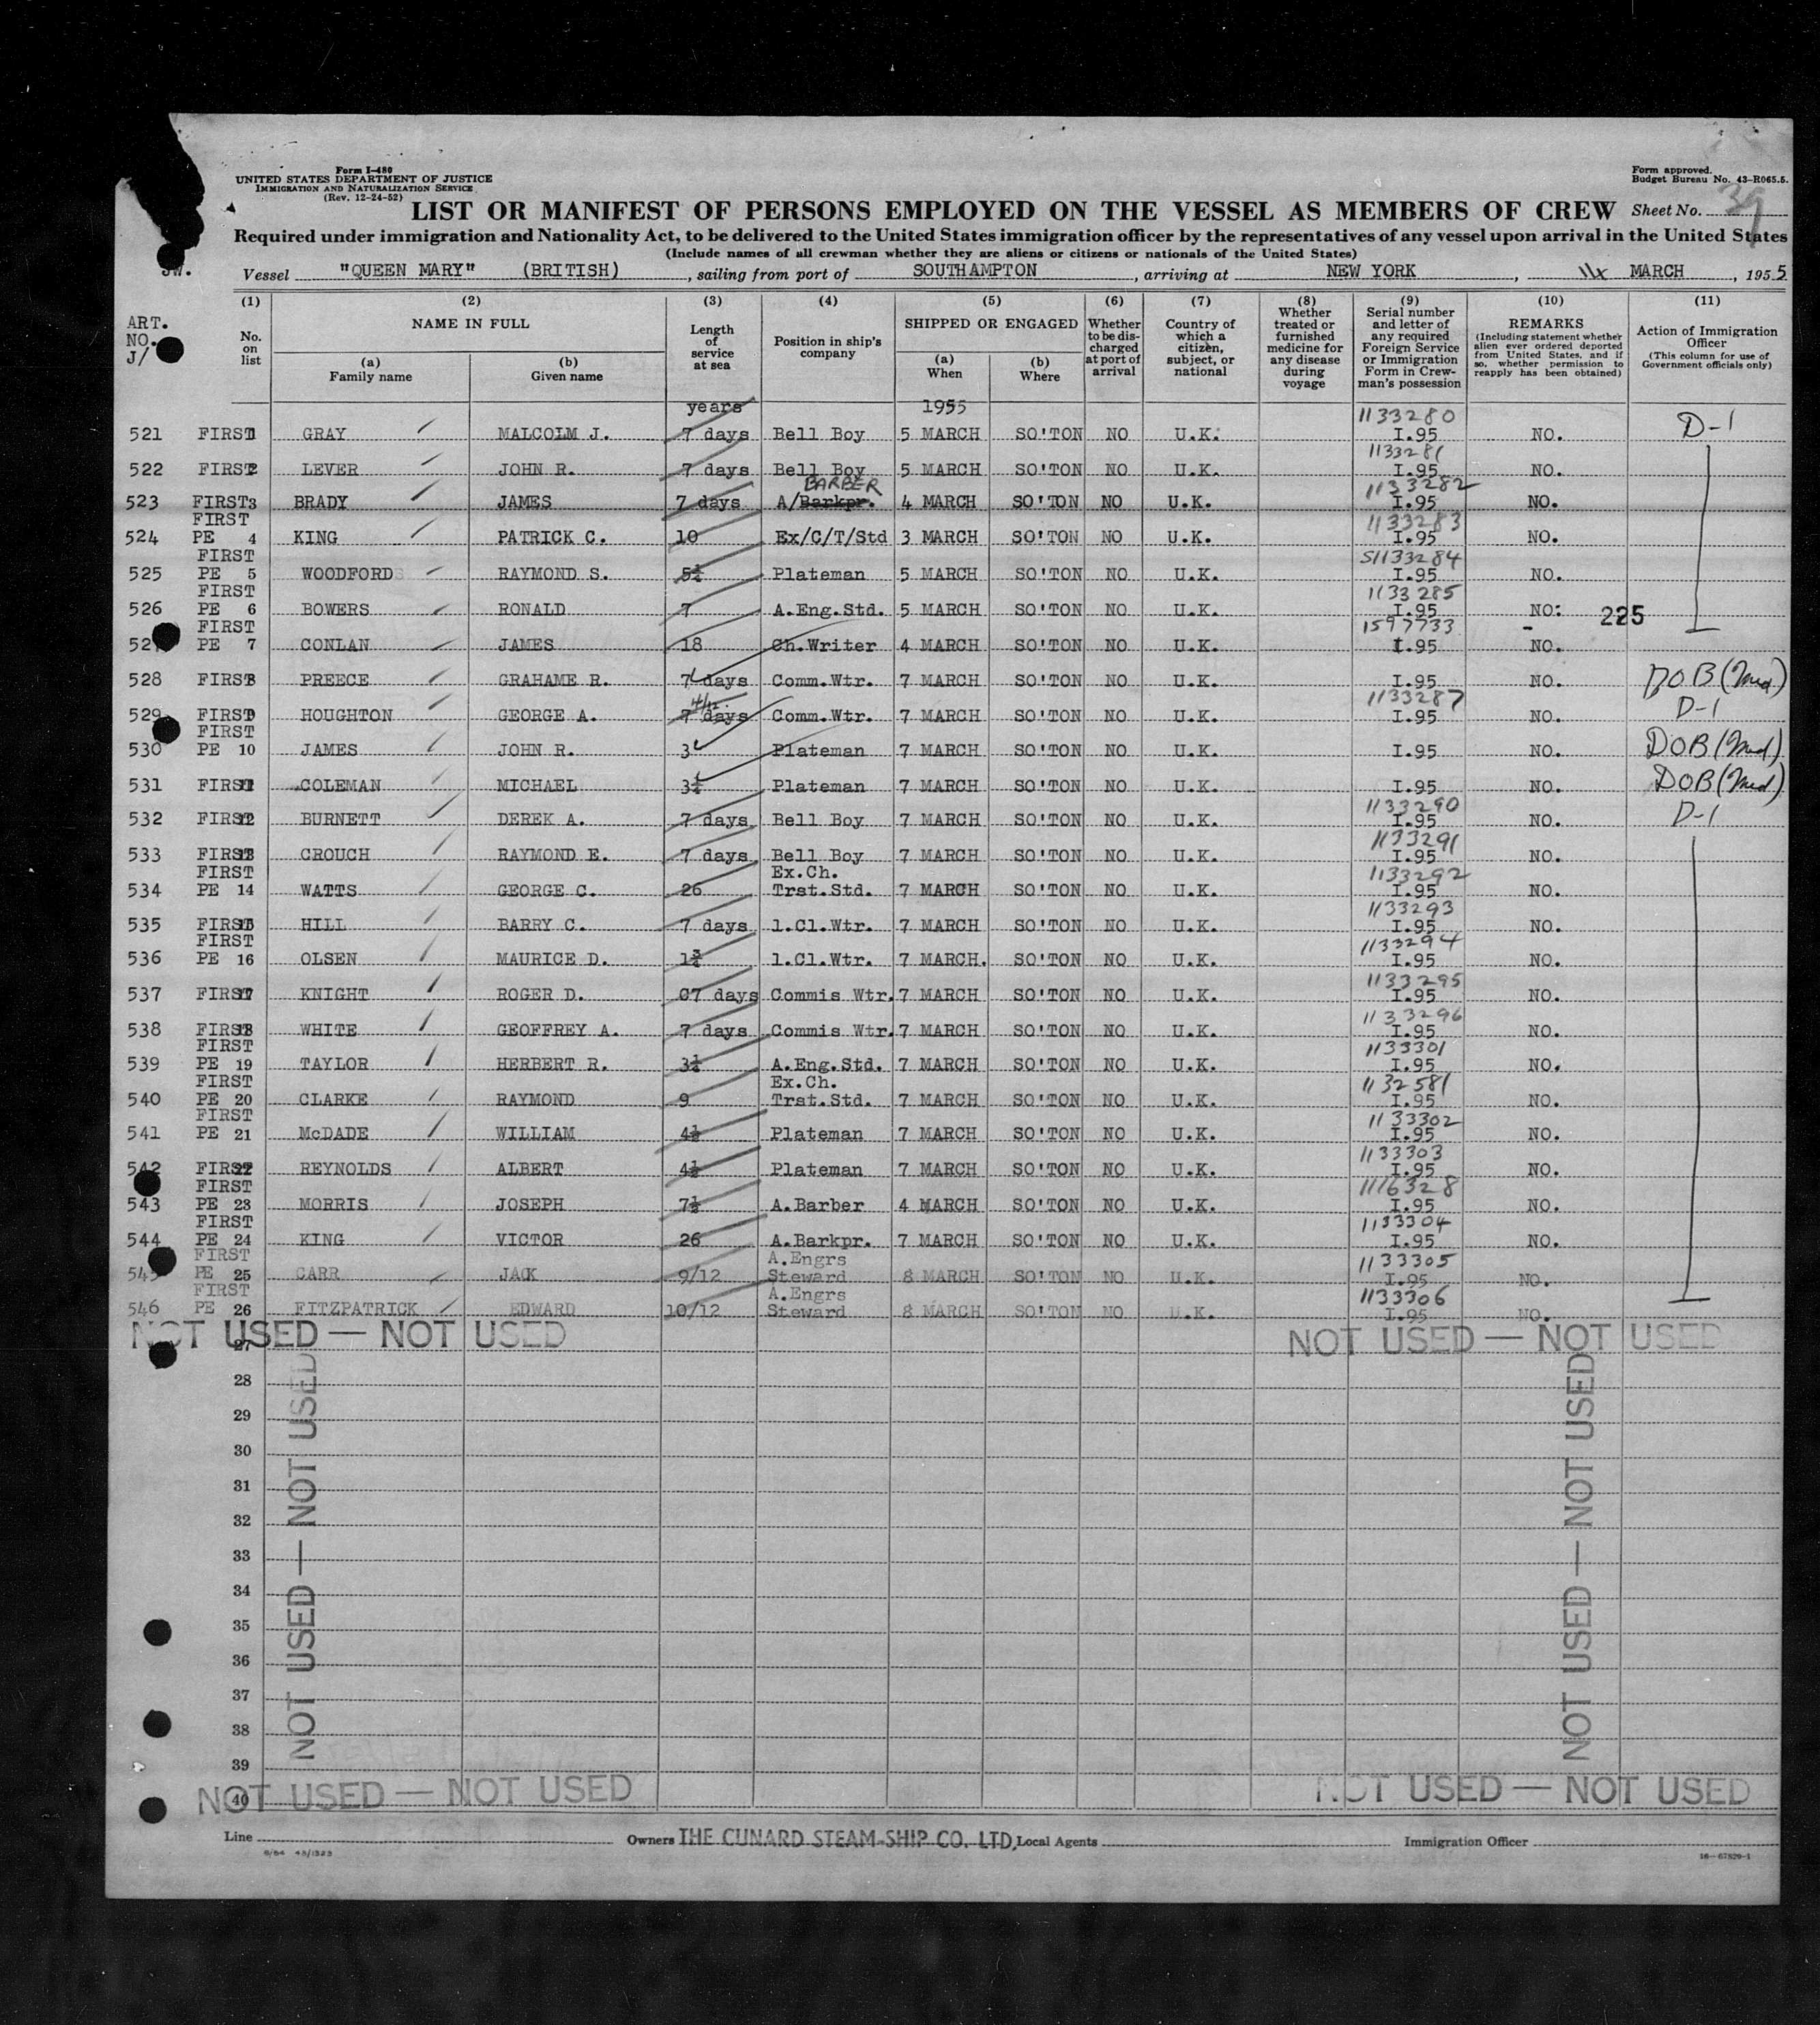 Form I-480
UNITED STATES DEPARTMENT OF JUSTICE
IMMIGRATION AND NATURALIZATION SERVICE
(Rev. 12-24-52)
Form approved.
Budget Bureau No. 43-R065.5.
LIST OR MANIFEST OF PERSONS EMPLOYED ON THE VESSEL AS MEMBERS OF CREW Sheet No. 39
Required under immigration and Nationality Act, to be delivered to the United States immigration officer by the representatives of any vessel upon arrival in the United States
(Include names of all crewman whether they are aliens or citizens or nationals of the United States)
Vessel "QUEEN MARY" (BRITISH), sailing from port of SOUTHAMPTON, arriving at NEW YORK, MARCH, 1955
ART. NO. J/
(1) No. on list
(2) NAME IN FULL (a) Family name (b) Given name
(3) Length of service at sea
(4) Position in ship's company
(5) SHIPPED OR ENGAGED (a) When (b) Where
(6) Whether to be discharged at port of arrival
(7) Country of which a citizen, subject, or national
(8) Whether treated or furnished medicine for any disease during voyage
(9) Serial number and letter of any required Foreign Service or Immigration Form in Crewman's possession
(10) REMARKS (Including statement whether alien ever ordered deported from United States, and if so, whether permission to reapply has been obtained)
(11) Action of Immigration Officer (This column for use of Government officials only)
years 1955
521 FIRST 1 GRAY MALCOLM J. 7 days Bell Boy 5 MARCH SO'TON NO U.K. 1133280 I.95 NO. D-1
522 FIRST 2 LEVER JOHN R. 7 days Bell Boy 5 MARCH SO'TON NO U.K. 1133281 I.95 NO.
523 FIRST 3 BRADY JAMES 7 days A/Barkpr. BARBER 4 MARCH SO'TON NO U.K. 1133282 I.95 NO.
524 FIRST PE 4 KING PATRICK C. 10 Ex/C/T/Std 3 MARCH SO'TON NO U.K. 1133283 I.95 NO.
525 FIRST PE 5 WOODFORD RAYMOND S. 5¼ Plateman 5 MARCH SO'TON NO U.K. 1133284 I.95 NO.
526 FIRST PE 6 BOWERS RONALD 7 A.Eng.Std. 5 MARCH SO'TON NO U.K. 1133285 I.95 NO. 225
527 FIRST PE 7 CONLAN JAMES 18 Ch.Writer 4 MARCH SO'TON NO U.K. 1597733 I.95 NO.
528 FIRST 8 PREECE GRAHAME R. 7 days Comm.Wtr. 7 MARCH SO'TON NO U.K. I.95 NO. DOB (Med)
529 FIRST 9 HOUGHTON GEORGE A. 7 days Comm.Wtr. 7 MARCH SO'TON NO U.K. 1133287 I.95 NO. D-1
530 FIRST PE 10 JAMES JOHN R. 3 Plateman 7 MARCH SO'TON NO U.K. I.95 NO. DOB (Med)
531 FIRST 11 COLEMAN MICHAEL 3¼ Plateman 7 MARCH SO'TON NO U.K. I.95 NO. DOB (Med)
532 FIRST 12 BURNETT DEREK A. 7 days Bell Boy 7 MARCH SO'TON NO U.K. 1133290 I.95 NO. D-1
533 FIRST 13 CROUCH RAYMOND E. 7 days Bell Boy 7 MARCH SO'TON NO U.K. 1133291 I.95 NO.
534 FIRST PE 14 WATTS GEORGE C. 26 Ex.Ch. Trst.Std. 7 MARCH SO'TON NO U.K. 1133292 I.95 NO.
535 FIRST 15 HILL BARRY C. 7 days 1.Cl.Wtr. 7 MARCH SO'TON NO U.K. 1133293 I.95 NO.
536 FIRST PE 16 OLSEN MAURICE D. 1¾ 1.Cl.Wtr. 7 MARCH. SO'TON NO U.K. 1133294 I.95 NO.
537 FIRST 17 KNIGHT ROGER D. 07 days Commis Wtr. 7 MARCH SO'TON NO U.K. 1133295 I.95 NO.
538 FIRST 18 WHITE GEOFFREY A. 7 days Commis Wtr. 7 MARCH SO'TON NO U.K. 1133296 I.95 NO.
539 FIRST PE 19 TAYLOR HERBERT R. 3¼ A.Eng.Std. 7 MARCH SO'TON NO U.K. 1133301 I.95 NO.
540 FIRST PE 20 CLARKE RAYMOND 9 Ex.Ch. Trst.Std. 7 MARCH SO'TON NO U.K. 1132581 I.95 NO.
541 FIRST PE 21 McDADE WILLIAM 4½ Plateman 7 MARCH SO'TON NO U.K. 1133302 I.95 NO.
542 FIRST 22 REYNOLDS ALBERT 4½ Plateman 7 MARCH SO'TON NO U.K. 1133303 I.95 NO.
543 FIRST PE 23 MORRIS JOSEPH 7½ A.Barber 4 MARCH SO'TON NO U.K. 1116328 I.95 NO.
544 FIRST PE 24 KING VICTOR 26 A.Barkpr. 7 MARCH SO'TON NO U.K. 1133304 I.95 NO.
545 FIRST PE 25 CARR JACK 9/12 A.Engrs Steward 8 MARCH SO'TON NO U.K. 1133305 I.95 NO.
546 FIRST PE 26 FITZPATRICK EDWARD 10/12 A.Engrs Steward 8 MARCH SO'TON NO U.K. 1133306 I.95 NO.
NOT USED — NOT USED NOT USED — NOT USED
27
28
29
30
31
32
33
34
35
36
37
38
39
40
NOT USED — NOT USED
NOT USED — NOT USED
NOT USED — NOT USED NOT USED — NOT USED
Line Owners THE CUNARD STEAM-SHIP CO. LTD. Local Agents Immigration Officer
6/54 45/1323
16—67829-1